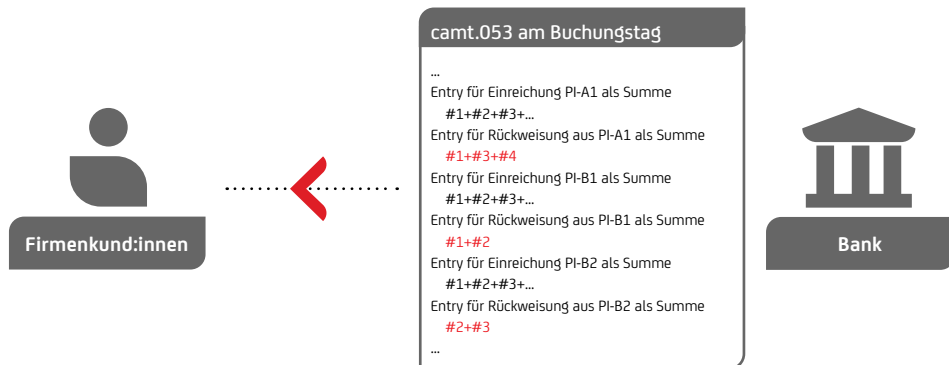 camt.053 am Buchungstag
...
Entry für Einreichung PI-A1 als Summe
#1+#2+#3+...
Entry für Rückweisung aus PI-A1 als Summe
#1+#3+#4
Entry für Einreichung PI-B1 als Summe
#1+#2+#3+...
Entry für Rückweisung aus PI-B1 als Summe
#1+#2
Entry für Einreichung PI-B2 als Summe
#1+#2+#3+...
Entry für Rückweisung aus PI-B2 als Summe
#2+#3
...
Firmenkund:innen
Bank